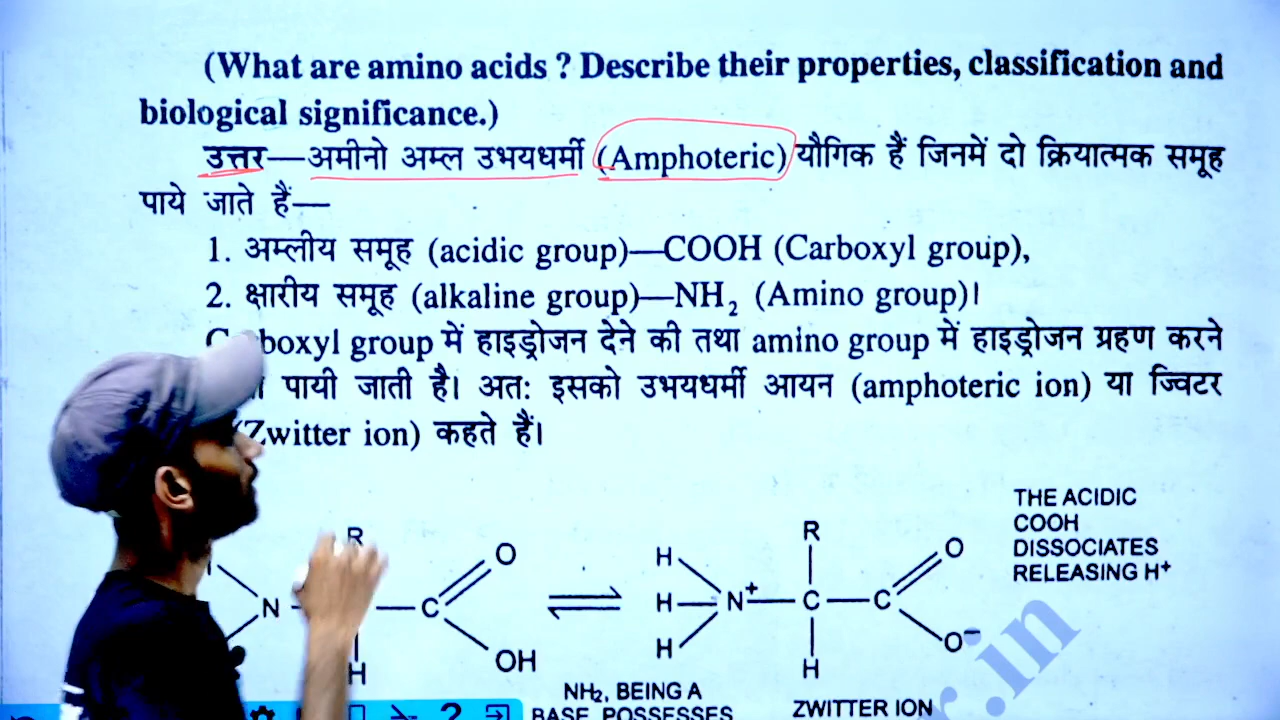 (What are amino acids ? Describe their properties, classification and
biological significance.)
उत्तर—अमीनो अम्ल उभयधर्मी (Amphoteric) यौगिक हैं जिनमें दो क्रियात्मक समूह
पाये जाते हैं—
1. अम्लीय समूह (acidic group)—COOH (Carboxyl group),
2. क्षारीय समूह (alkaline group)—NH₂ (Amino group)।
boxyl group में हाइड्रोजन देने की तथा amino group में हाइड्रोजन ग्रहण करने
पायी जाती है। अत: इसको उभयधर्मी आयन (amphoteric ion) या ज्विटर
(Zwitter ion) कहते हैं।
THE ACIDIC
COOH
DISSOCIATES
RELEASING H⁺
R
N
C
O
OH
H
R
H
H
H
N⁺
C
C
O
O⁻
H
NH₂, BEING A
BASE, POSSESSES
ZWITTER ION
.in